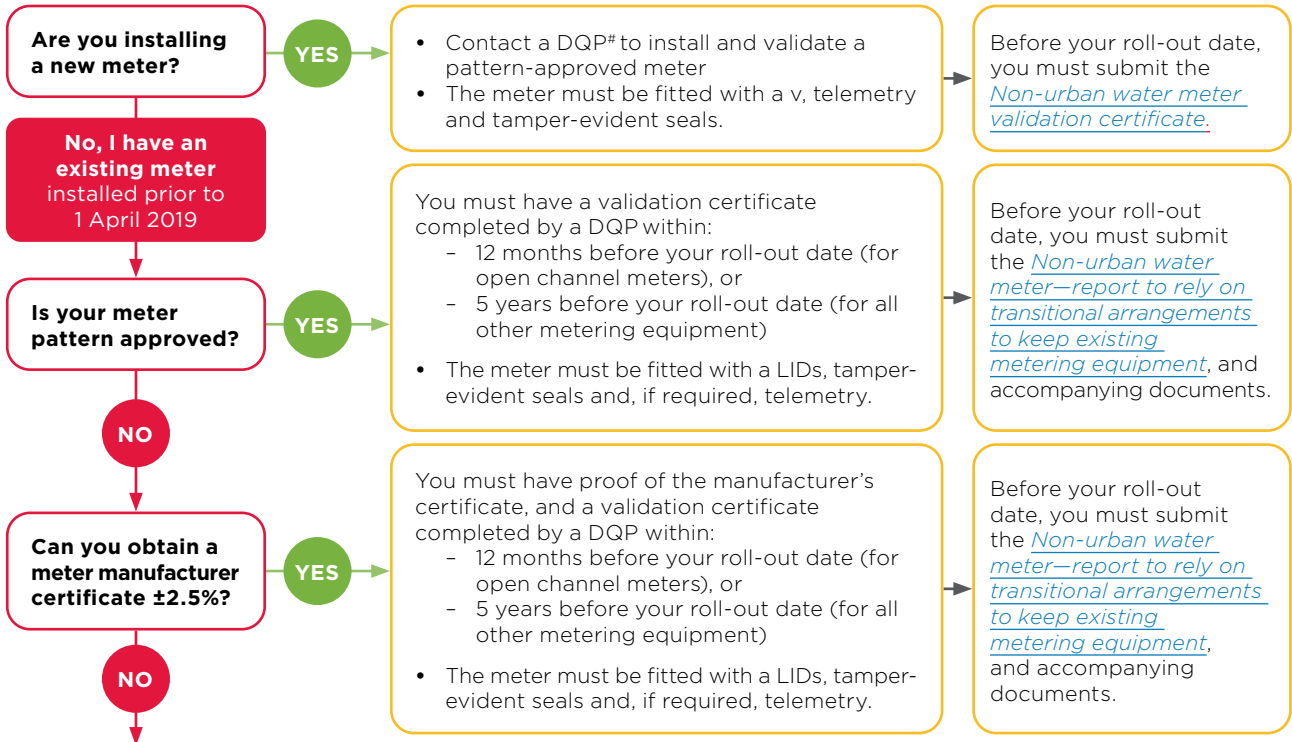 Are you installing
a new meter?
YES
• Contact a DQP# to install and validate a
pattern-approved meter
• The meter must be fitted with a v, telemetry
and tamper-evident seals.
Before your roll-out date,
you must submit the
Non-urban water meter
validation certificate.
No, I have an
existing meter
installed prior to
1 April 2019
Is your meter
pattern approved?
YES
You must have a validation certificate
completed by a DQP within:
– 12 months before your roll-out date (for
open channel meters), or
– 5 years before your roll-out date (for all
other metering equipment)
• The meter must be fitted with a LIDs, tamper-
evident seals and, if required, telemetry.
Before your roll-out
date, you must submit
the Non-urban water
meter—report to rely on
transitional arrangements
to keep existing
metering equipment, and
accompanying documents.
NO
Can you obtain a
meter manufacturer
certificate ±2.5%?
YES
You must have proof of the manufacturer's
certificate, and a validation certificate
completed by a DQP within:
– 12 months before your roll-out date (for
open channel meters), or
– 5 years before your roll-out date (for all
other metering equipment)
• The meter must be fitted with a LIDs, tamper-
evident seals and, if required, telemetry.
Before your roll-out
date, you must submit
the Non-urban water
meter—report to rely on
transitional arrangements
to keep existing
metering equipment,
and accompanying
documents.
NO